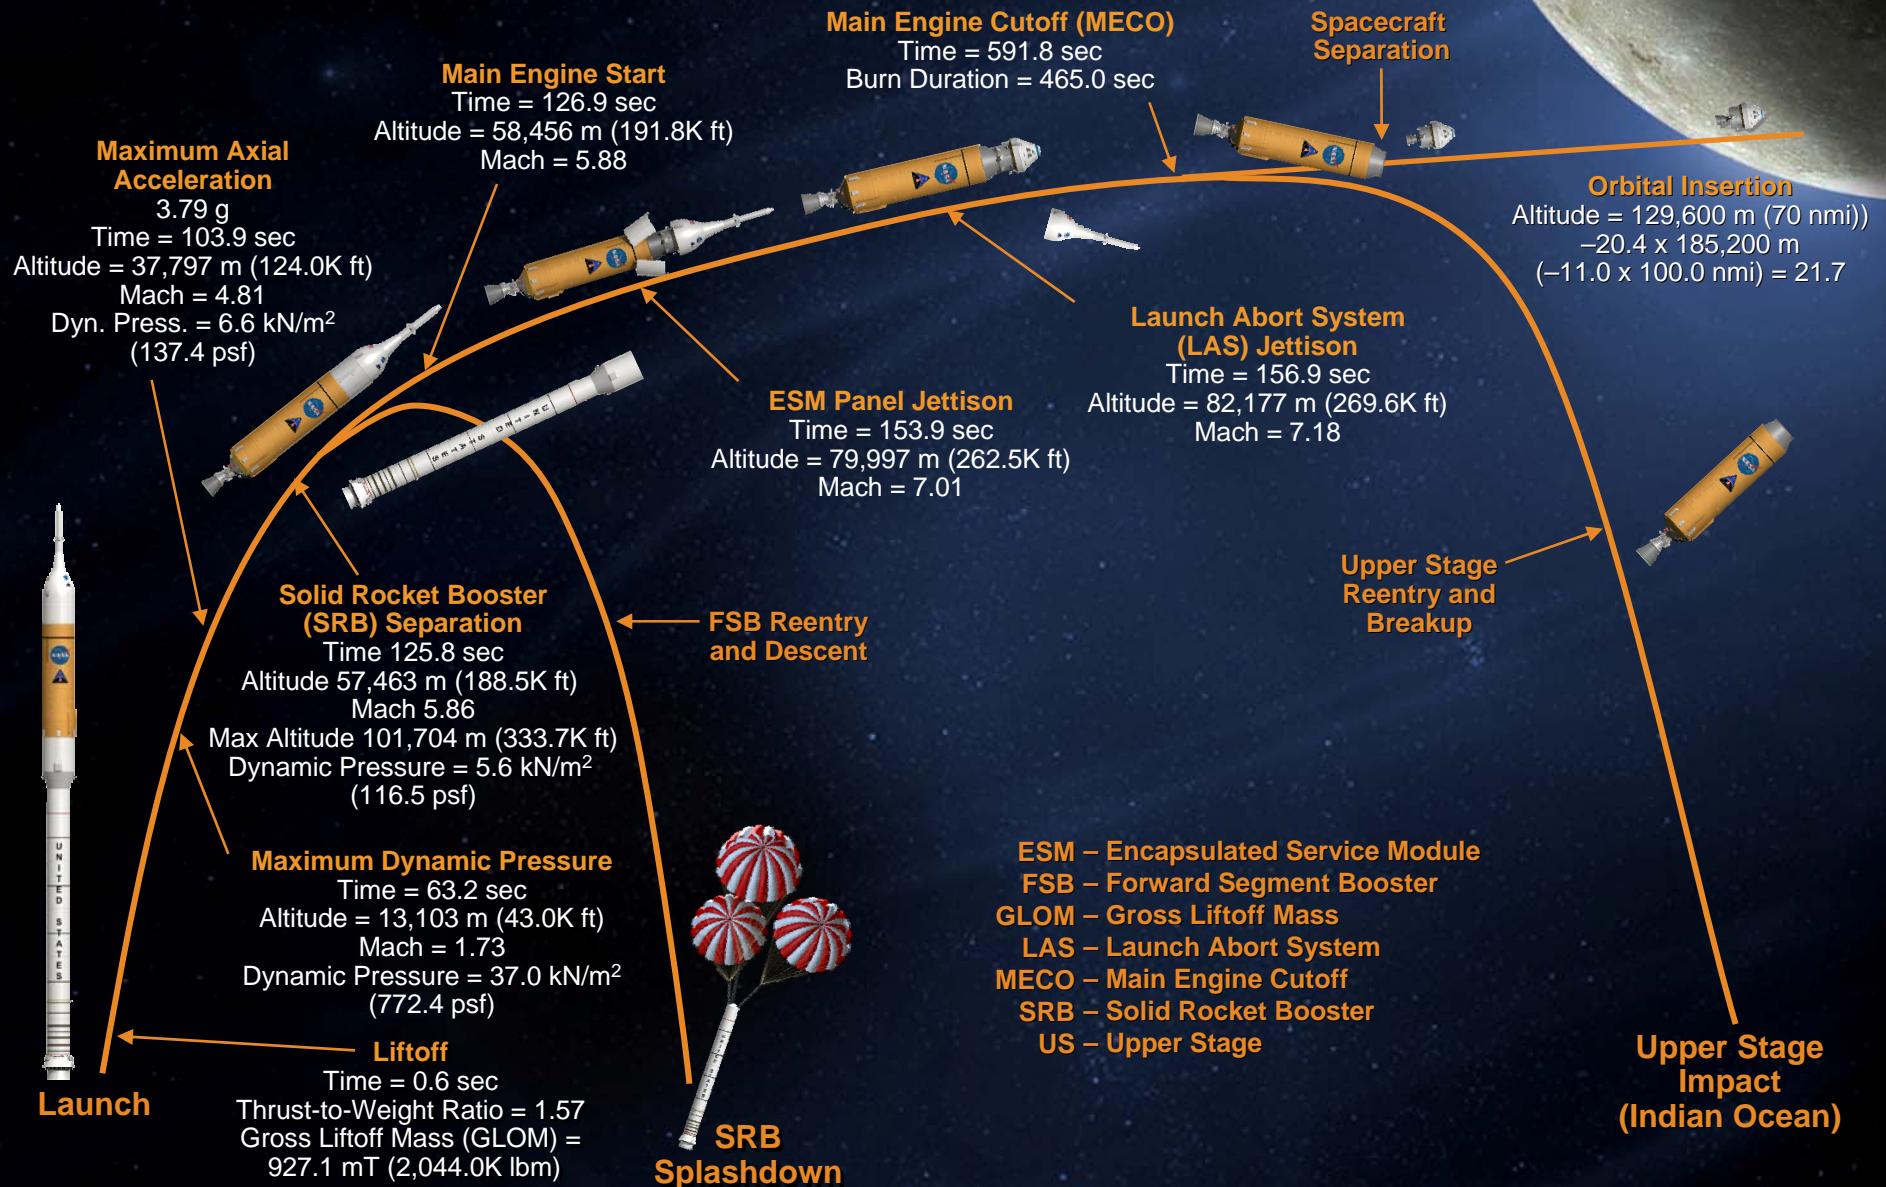 Main Engine Cutoff (MECO)
Time = 591.8 sec
Burn Duration = 465.0 sec
Spacecraft
Separation
Main Engine Start
Time = 126.9 sec
Altitude = 58,456 m (191.8K ft)
Mach = 5.88
Maximum Axial
Acceleration
3.79 g
Time = 103.9 sec
Altitude = 37,797 m (124.0K ft)
Mach = 4.81
Dyn. Press. = 6.6 kN/m²
(137.4 psf)
Orbital Insertion
Altitude = 129,600 m (70 nmi))
–20.4 x 185,200 m
(–11.0 x 100.0 nmi) = 21.7
Launch Abort System
(LAS) Jettison
Time = 156.9 sec
Altitude = 82,177 m (269.6K ft)
Mach = 7.18
ESM Panel Jettison
Time = 153.9 sec
Altitude = 79,997 m (262.5K ft)
Mach = 7.01
UNITED STATES
Solid Rocket Booster
(SRB) Separation
Time 125.8 sec
Altitude 57,463 m (188.5K ft)
Mach 5.86
Max Altitude 101,704 m (333.7K ft)
Dynamic Pressure = 5.6 kN/m²
(116.5 psf)
FSB Reentry
and Descent
Upper Stage
Reentry and
Breakup
Maximum Dynamic Pressure
Time = 63.2 sec
Altitude = 13,103 m (43.0K ft)
Mach = 1.73
Dynamic Pressure = 37.0 kN/m²
(772.4 psf)
UNITED STATES
ESM – Encapsulated Service Module
FSB – Forward Segment Booster
GLOM – Gross Liftoff Mass
LAS – Launch Abort System
MECO – Main Engine Cutoff
SRB – Solid Rocket Booster
US – Upper Stage
Liftoff
Time = 0.6 sec
Thrust-to-Weight Ratio = 1.57
Gross Liftoff Mass (GLOM) =
927.1 mT (2,044.0K lbm)
Launch
SRB
Splashdown
Upper Stage
Impact
(Indian Ocean)